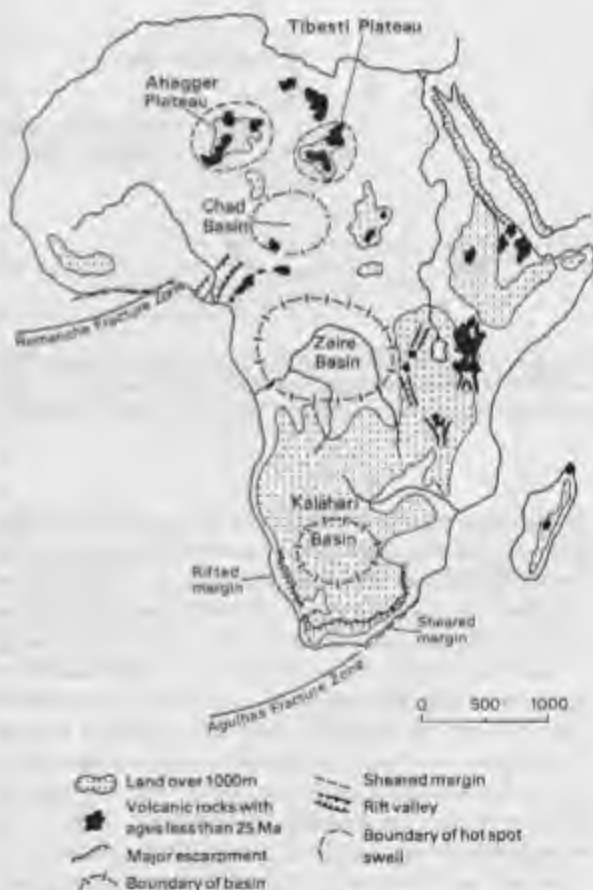 Tibesti Plateau
Ahagger
Plateau
Chad
Basin
Romanche Fracture Zone
Zaire
Basin
Kalahari
Basin
Rifted
margin
Sheared
margin
Agulhas Fracture Zone
0 500 1000
Land over 1000m
Volcanic rocks with
ages less than 25 Ma
Major escarpment
Boundary of basin
Sheared margin
Rift valley
Boundary of hot spot
swell